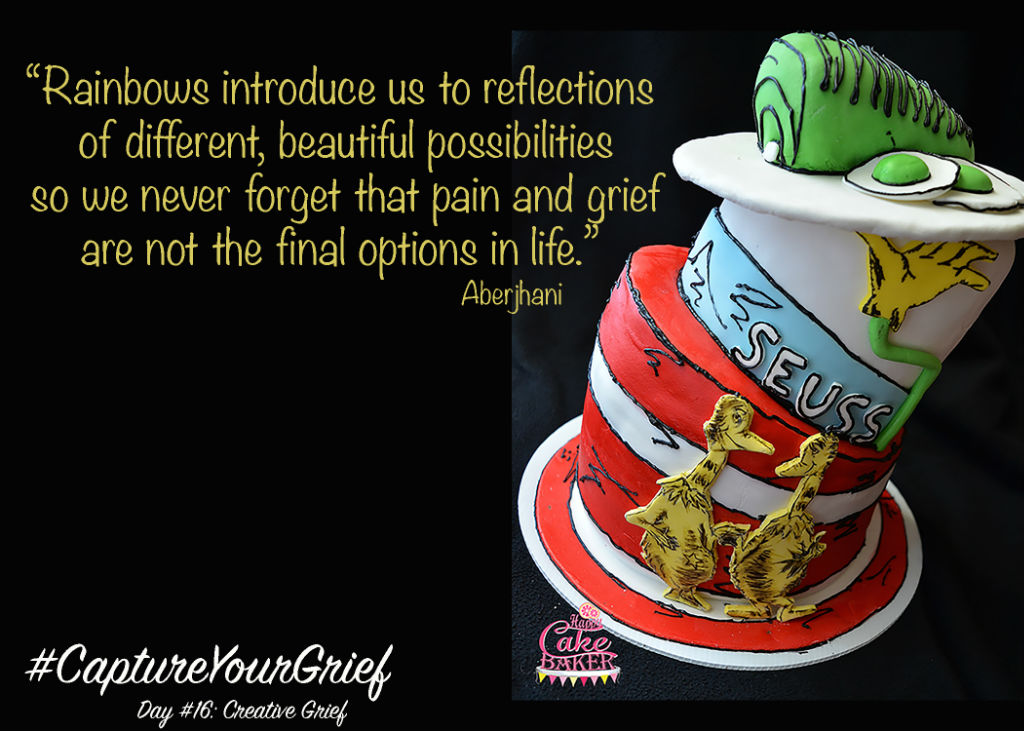 “Rainbows introduce us to reflections
of different, beautiful possibilities
so we never forget that pain and grief
are not the final options in life.”
Aberjhani
SEUSS
Happy
Cake
BAKER
#CaptureYourGrief
Day #16: Creative Grief